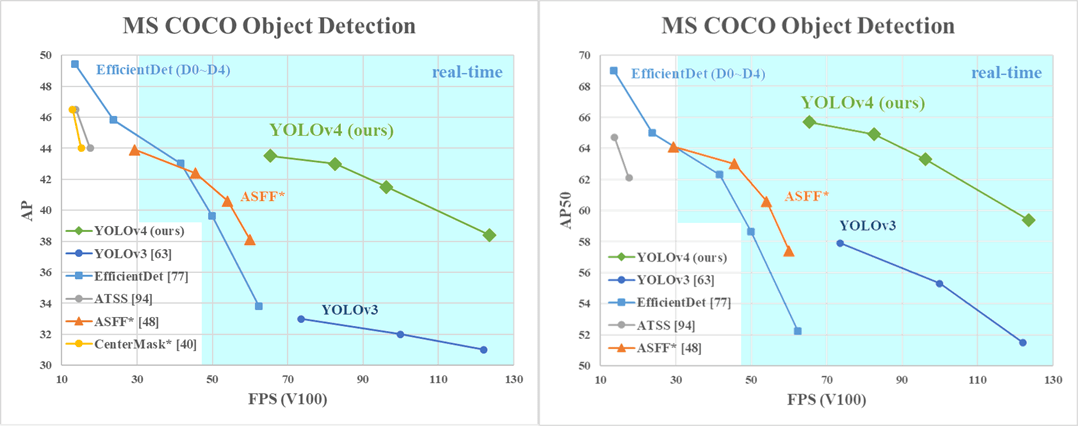 MS COCO Object Detection
50
48
46
44
42
40
38
36
34
32
30
AP
EfficientDet (D0~D4)
real-time
YOLOv4 (ours)
ASFF*
YOLOv3
YOLOv4 (ours)
YOLOv3 [63]
EfficientDet [77]
ATSS [94]
ASFF* [48]
CenterMask* [40]
10 30 50 70 90 110 130
FPS (V100)
MS COCO Object Detection
70
68
66
64
62
60
58
56
54
52
50
AP50
EfficientDet (D0~D4)
real-time
YOLOv4 (ours)
ASFF*
YOLOv3
YOLOv4 (ours)
YOLOv3 [63]
EfficientDet [77]
ATSS [94]
ASFF* [48]
10 30 50 70 90 110 130
FPS (V100)